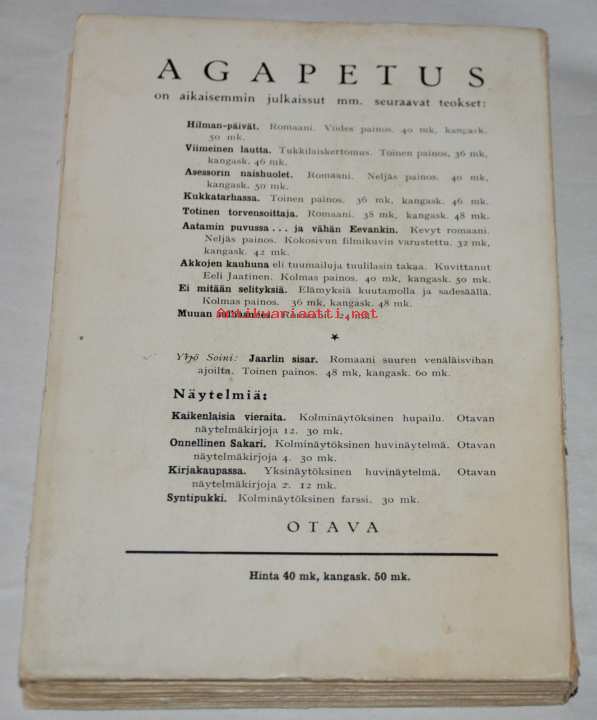 AGAPETUS
on aikaisemmin julkaissut mm. seuraavat teokset:
Hilman-päivät. Romaani. Viides painos. 40 mk, kangask.
50 mk.
Viimeinen lautta. Tukkilaiskertomus. Toinen painos. 36 mk,
kangask. 46 mk.
Asessorin naishuolet. Romaani. Neljäs painos. 40 mk,
kangask. 50 mk.
Kukkatarhassa. Toinen painos. 36 mk, kangask. 46 mk.
Totinen torvensoittaja. Romaani. 38 mk, kangask. 48 mk.
Aatamin puvussa... ja vähän Eevankin. Kevyt romaani.
Neljäs painos. Kokosivun filmikuvin varustettu. 32 mk,
kangask. 42 mk.
Akkojen kauhuna eli tuumailuja tuulilasin takaa. Kuvittanut
Eeli Jaatinen. Kolmas painos. 40 mk, kangask. 50 mk.
Ei mitään selityksiä. Elämyksiä kuutamolla ja sadesäällä.
Kolmas painos. 36 mk, kangask. 48 mk.
Muuan 24
Antikvariaatti.net
*
Yrjö Soini: Jaarlin sisar. Romaani suuren venäläisvihan
ajoilta. Toinen painos. 48 mk, kangask. 60 mk.
Näytelmiä:
Kaikenlaisia vieraita. Kolminäytöksinen hupailu. Otavan
näytelmäkirjoja 12. 30 mk.
Onnellinen Sakari. Kolminäytöksinen huvinäytelmä. Otavan
näytelmäkirjoja 4. 30 mk.
Kirjakaupassa. Yksinäytöksinen huvinäytelmä. Otavan
näytelmäkirjoja 2. 12 mk.
Syntipukki. Kolminäytöksinen farssi. 30 mk.
OTAVA
Hinta 40 mk, kangask. 50 mk.